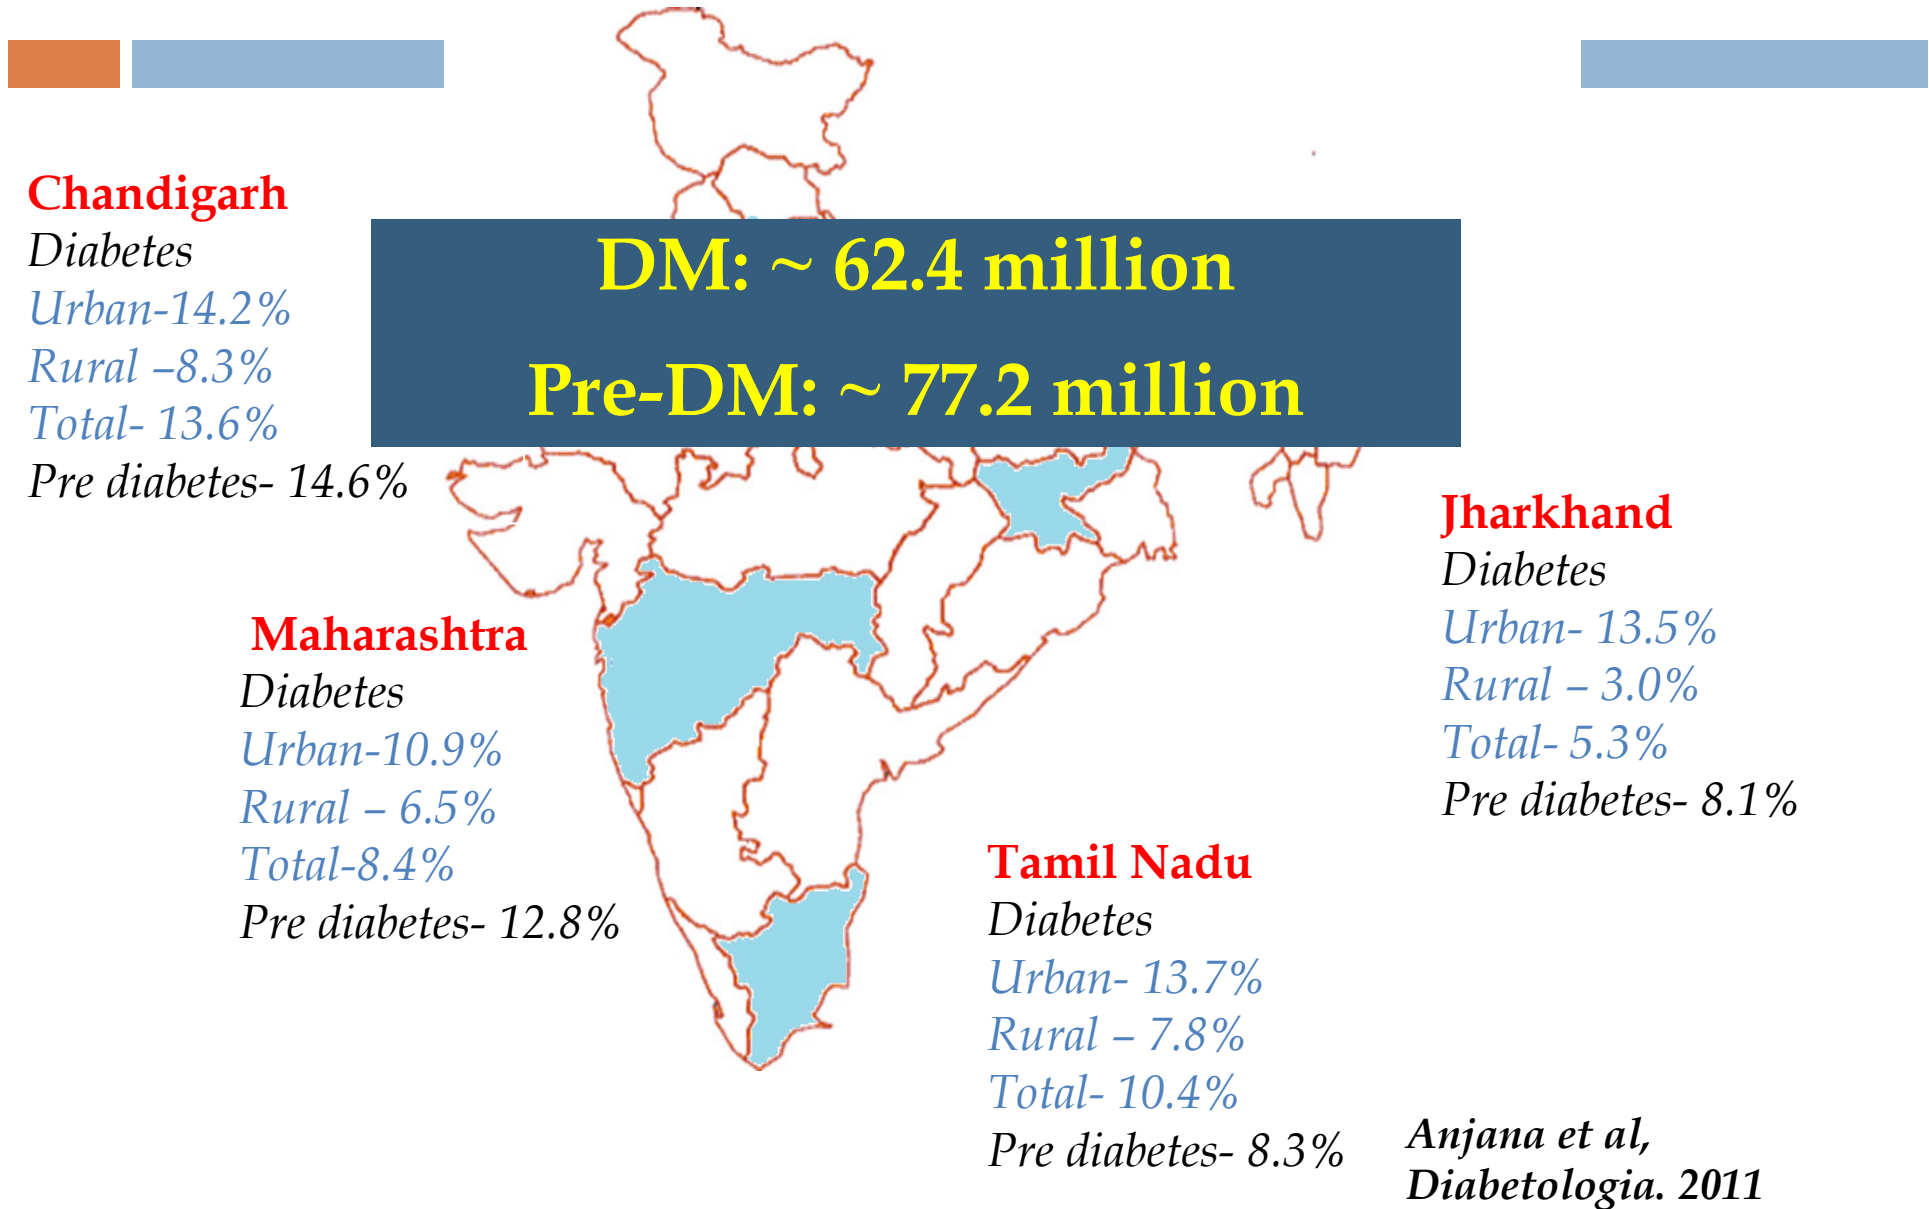 DM: ~ 62.4 million
Pre-DM: ~ 77.2 million
Chandigarh
Diabetes
Urban-14.2%
Rural –8.3%
Total- 13.6%
Pre diabetes- 14.6%
Maharashtra
Diabetes
Urban-10.9%
Rural – 6.5%
Total-8.4%
Pre diabetes- 12.8%
Jharkhand
Diabetes
Urban- 13.5%
Rural – 3.0%
Total- 5.3%
Pre diabetes- 8.1%
Tamil Nadu
Diabetes
Urban- 13.7%
Rural – 7.8%
Total- 10.4%
Pre diabetes- 8.3%
Anjana et al,
Diabetologia. 2011